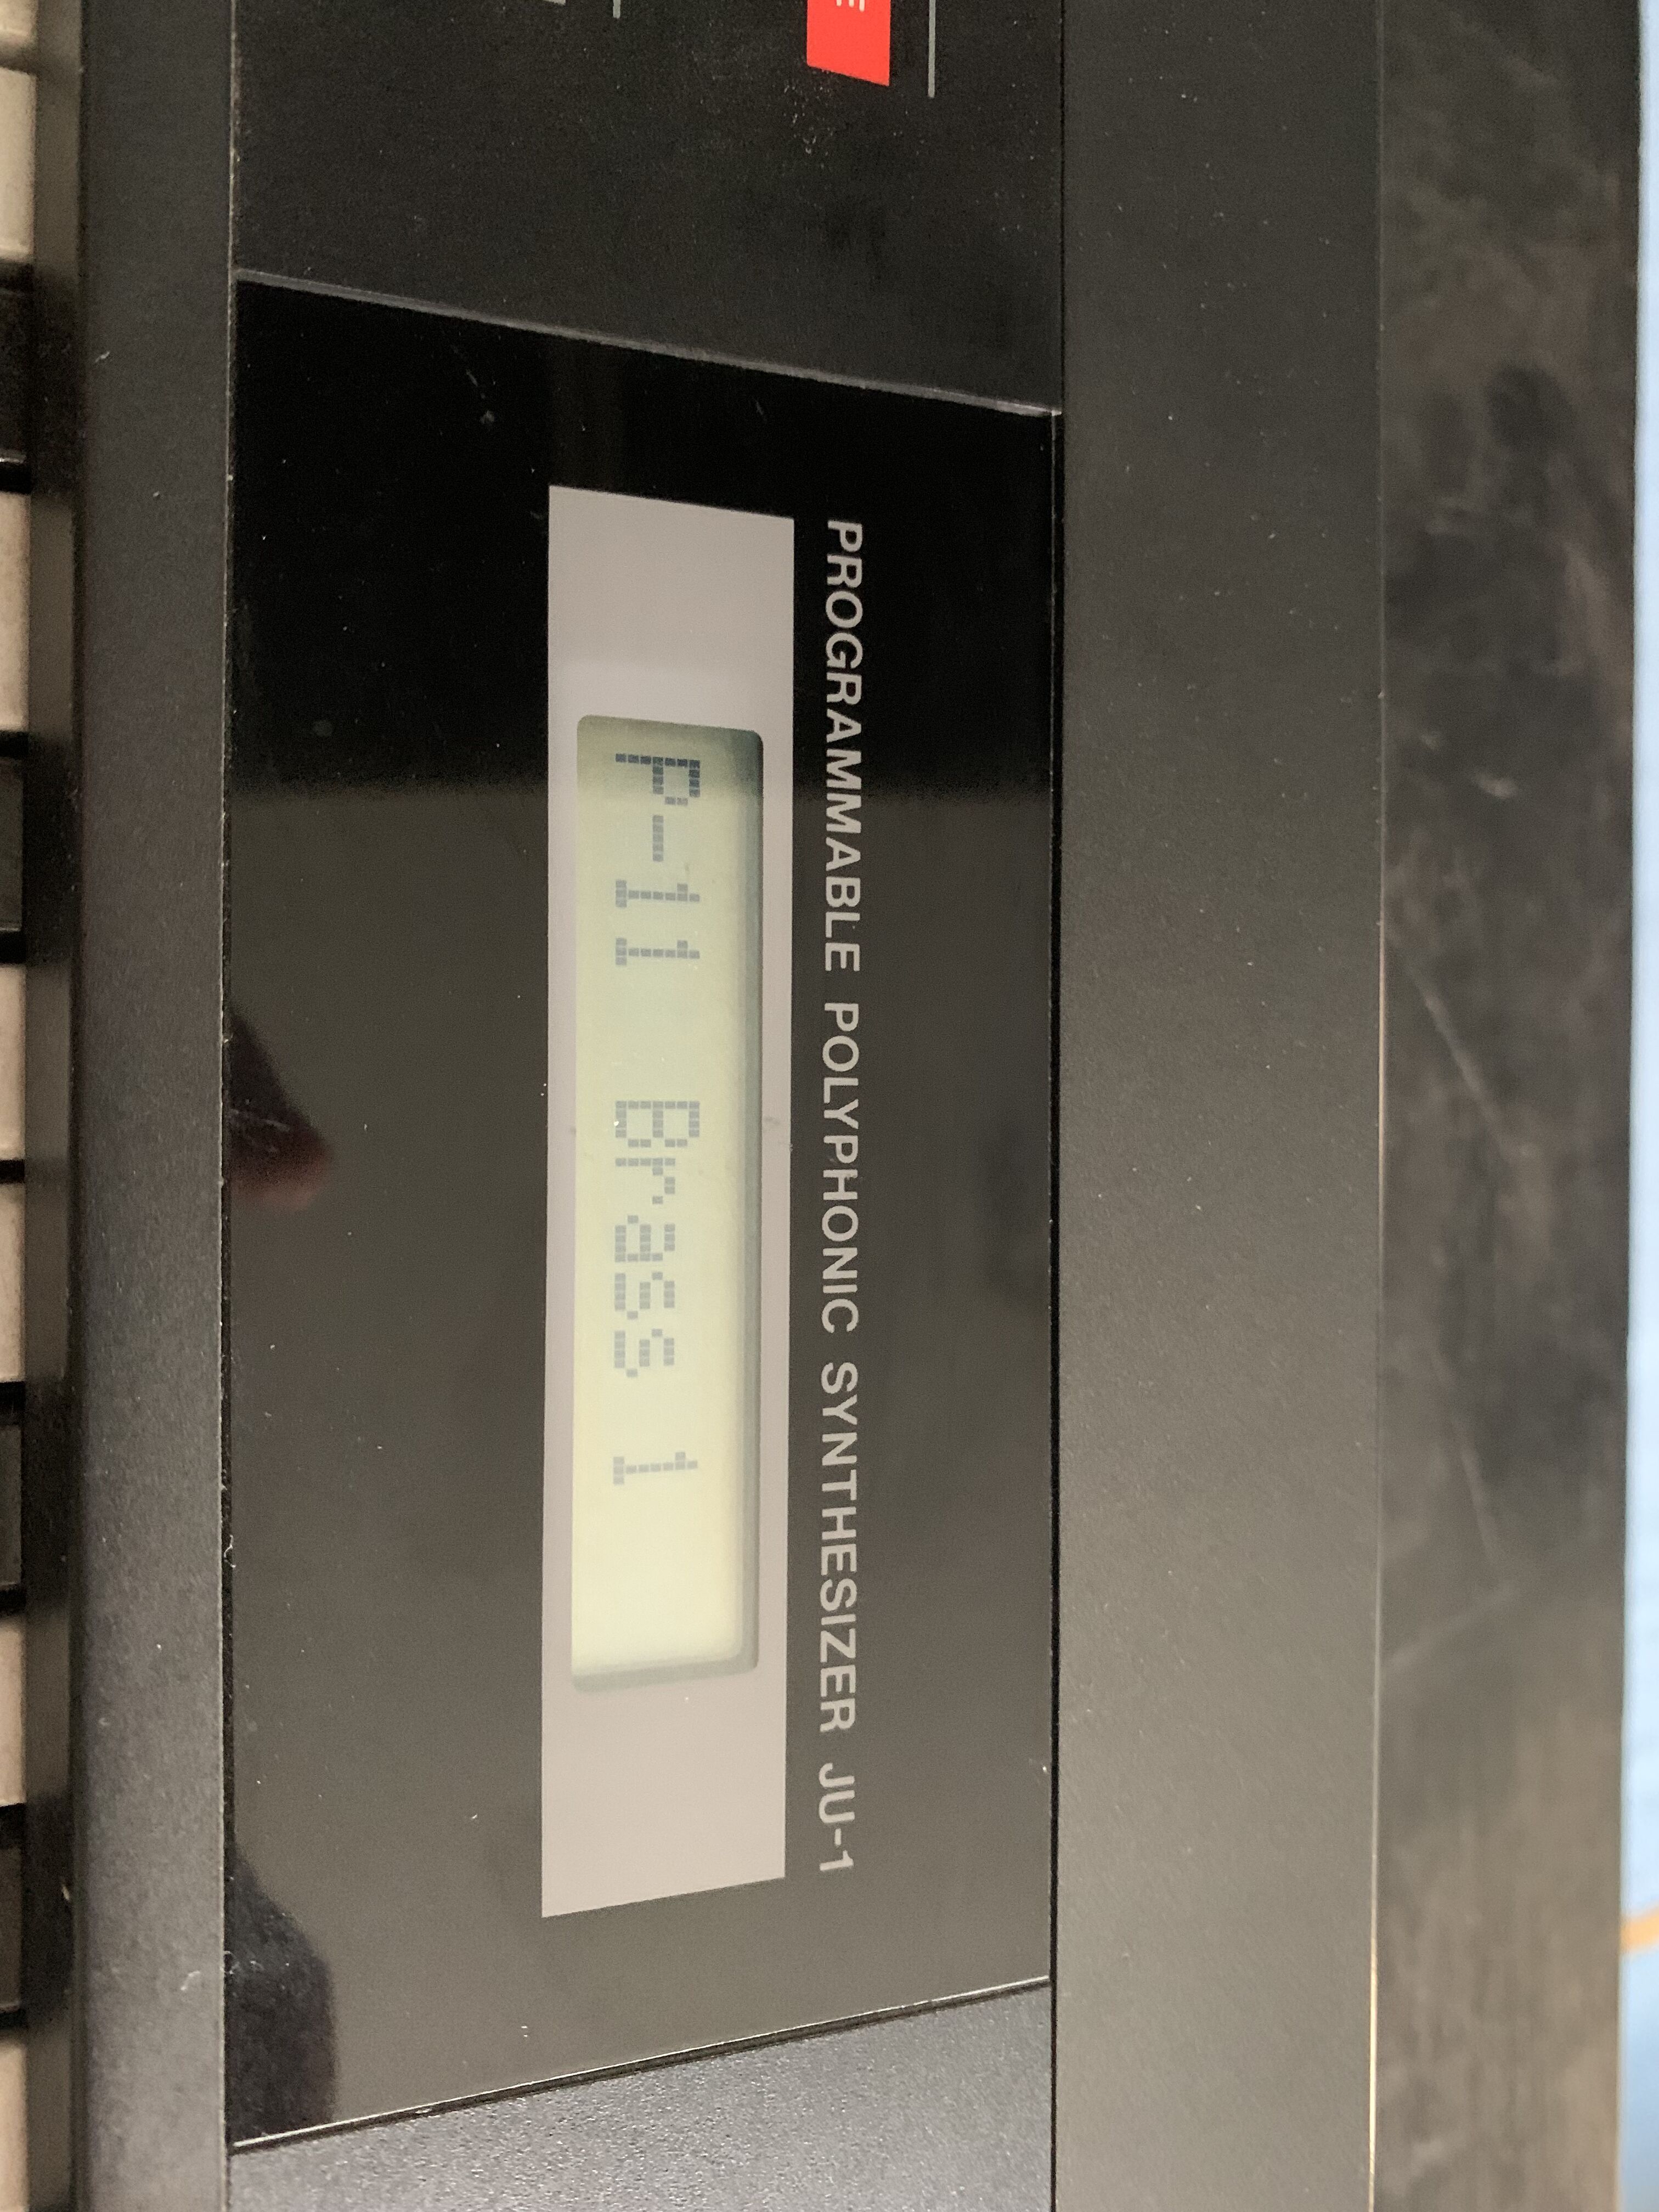 PROGRAMMABLE POLYPHONIC SYNTHESIZER JU-1
P-11 Brass 1